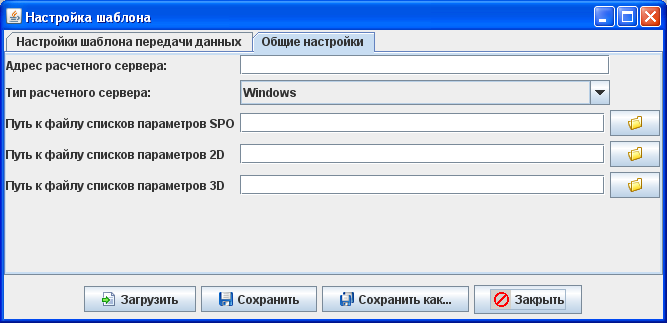 Настройка шаблона
Настройки шаблона передачи данных Общие настройки
Адрес расчетного сервера:
Тип расчетного сервера: Windows
Путь к файлу списков параметров SPO
Путь к файлу списков параметров 2D
Путь к файлу списков параметров 3D
Загрузить Сохранить Сохранить как... Закрыть